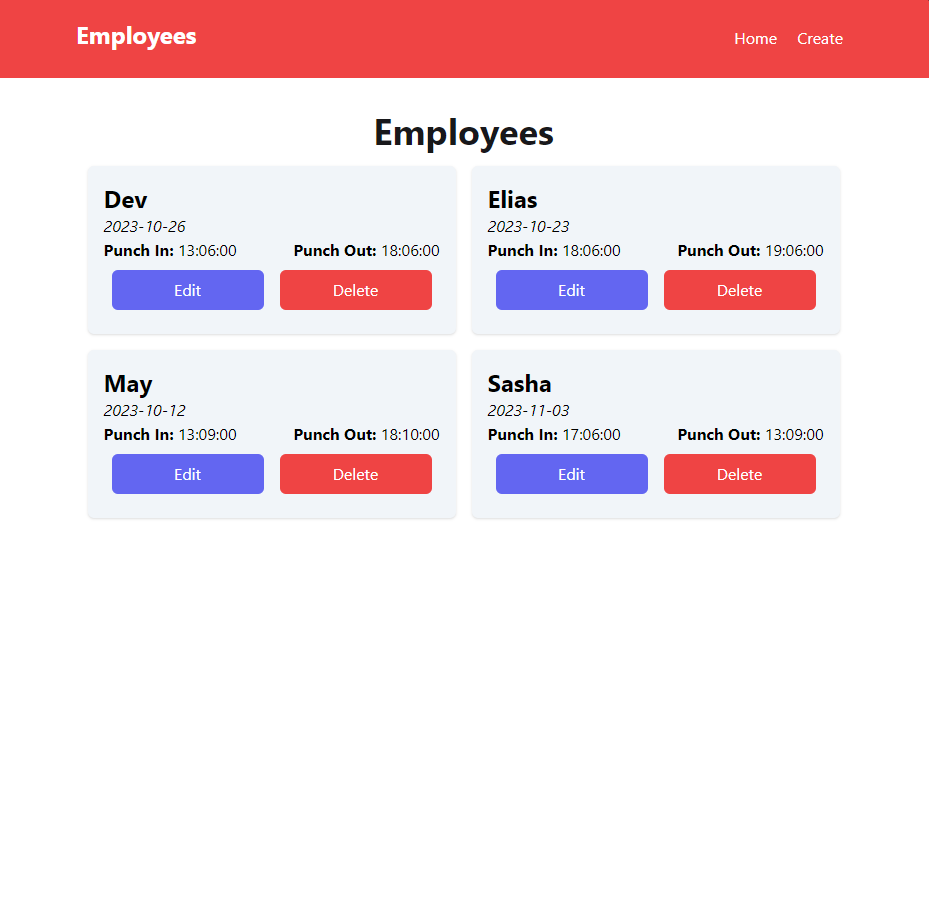 Employees
Home Create
Employees
Dev
2023-10-26
Punch In: 13:06:00 Punch Out: 18:06:00
Edit Delete
Elias
2023-10-23
Punch In: 18:06:00 Punch Out: 19:06:00
Edit Delete
May
2023-10-12
Punch In: 13:09:00 Punch Out: 18:10:00
Edit Delete
Sasha
2023-11-03
Punch In: 17:06:00 Punch Out: 13:09:00
Edit Delete